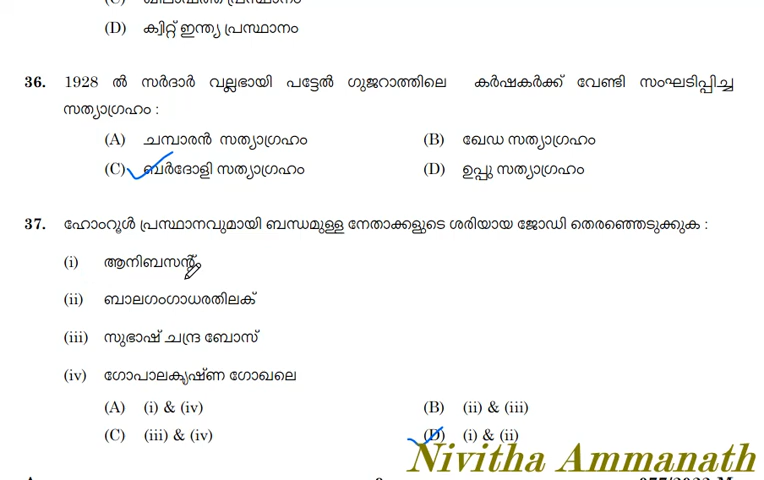 (D) ക്വിറ്റ് ഇന്ത്യ പ്രസ്ഥാനം
36. 1928 ൽ സർദാർ വല്ലഭായി പട്ടേൽ ഗുജറാത്തിലെ കർഷകർക്ക് വേണ്ടി സംഘടിപ്പിച്ച
സത്യാഗ്രഹം :
(A) ചമ്പാരൻ സത്യാഗ്രഹം (B) ഖേഡ സത്യാഗ്രഹം
(C) ബർദോളി സത്യാഗ്രഹം (D) ഉപ്പു സത്യാഗ്രഹം
37. ഹോംറൂൾ പ്രസ്ഥാനവുമായി ബന്ധമുള്ള നേതാക്കളുടെ ശരിയായ ജോഡി തെരഞ്ഞെടുക്കുക :
(i) ആനിബസന്റ്
(ii) ബാലഗംഗാധരതിലക്
(iii) സുഭാഷ് ചന്ദ്ര ബോസ്
(iv) ഗോപാലകൃഷ്ണ ഗോഖലെ
(A) (i) & (iv) (B) (ii) & (iii)
(C) (iii) & (iv) (D) (i) & (ii)
Nivitha Ammanath